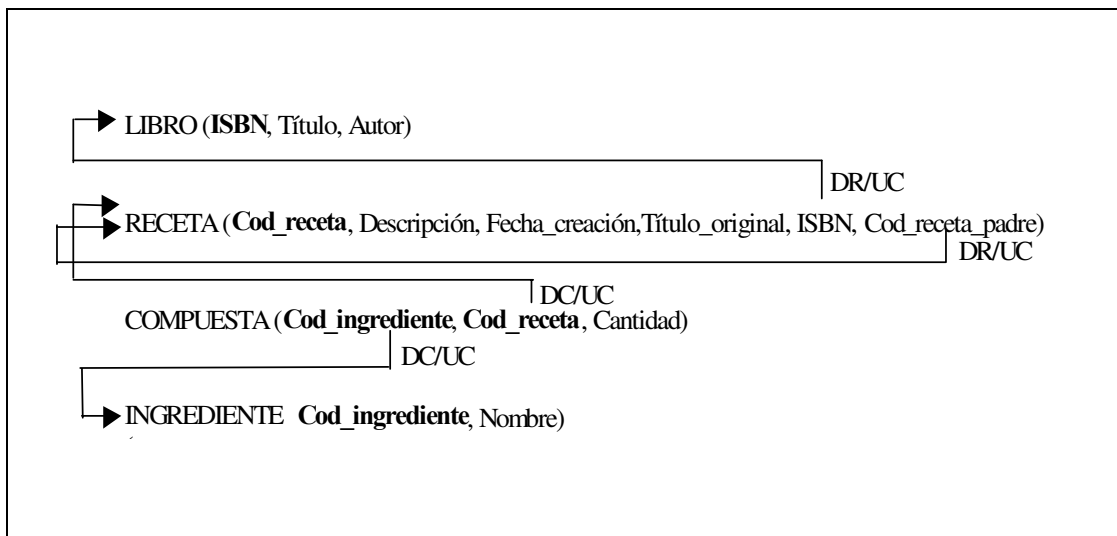 LIBRO (ISBN, Título, Autor)
DR/UC
RECETA (Cod_receta, Descripción, Fecha_creación,Título_original, ISBN, Cod_receta_padre)
DR/UC
DC/UC
COMPUESTA (Cod_ingrediente, Cod_receta, Cantidad)
DC/UC
INGREDIENTE Cod_ingrediente, Nombre)